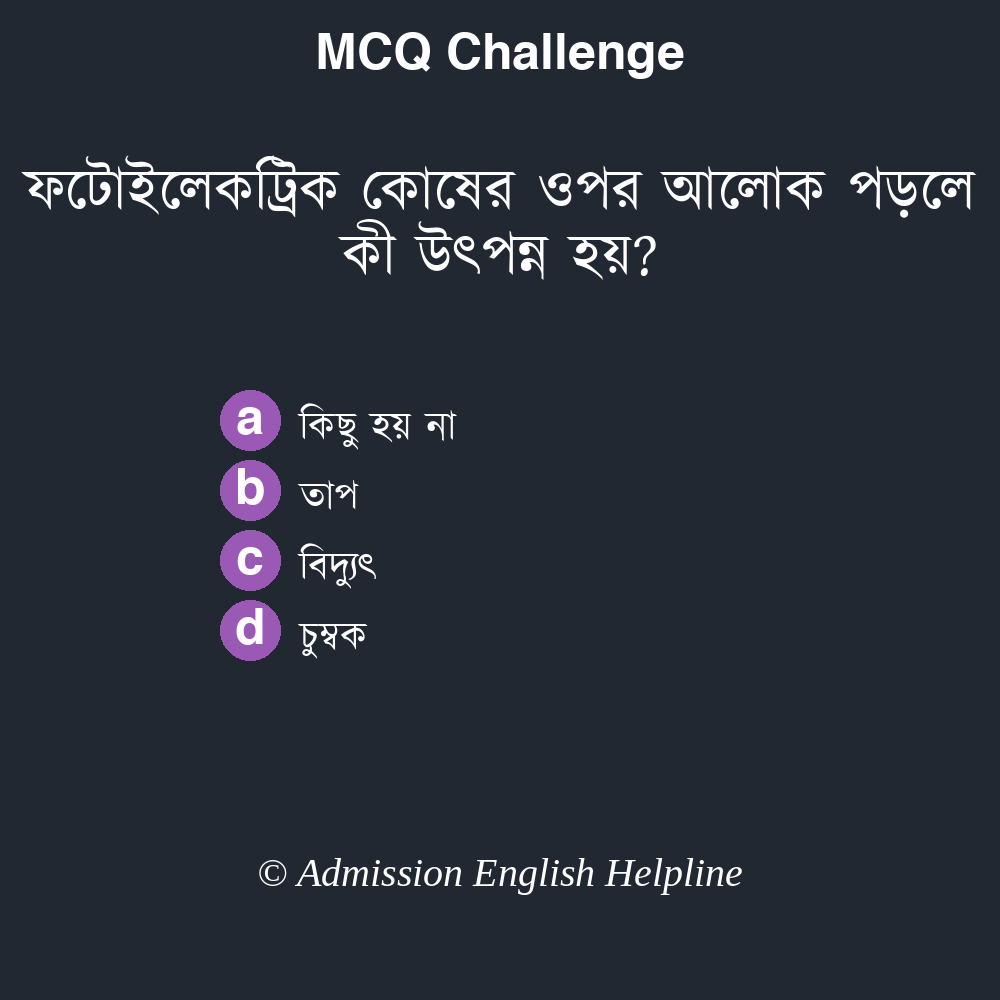 MCQ Challenge
ফটোইলেকট্রিক কোষের ওপর আলোক পড়লে
কী উৎপন্ন হয়?
a কিছু হয় না
b তাপ
c বিদ্যুৎ
d চুম্বক
© Admission English Helpline